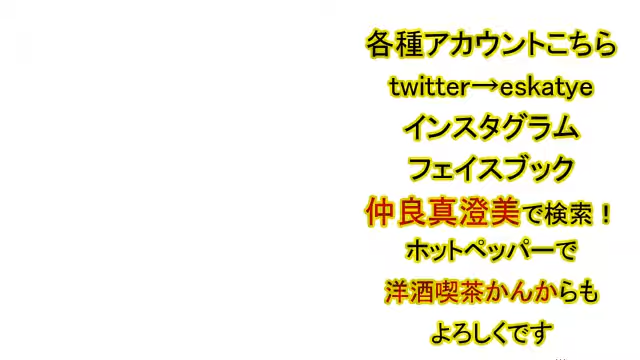 各種アカウントこちら
twitter→eskatye
インスタグラム
フェイスブック
仲良真澄美で検索！
ホットペッパーで
洋酒喫茶かんからも
よろしくです